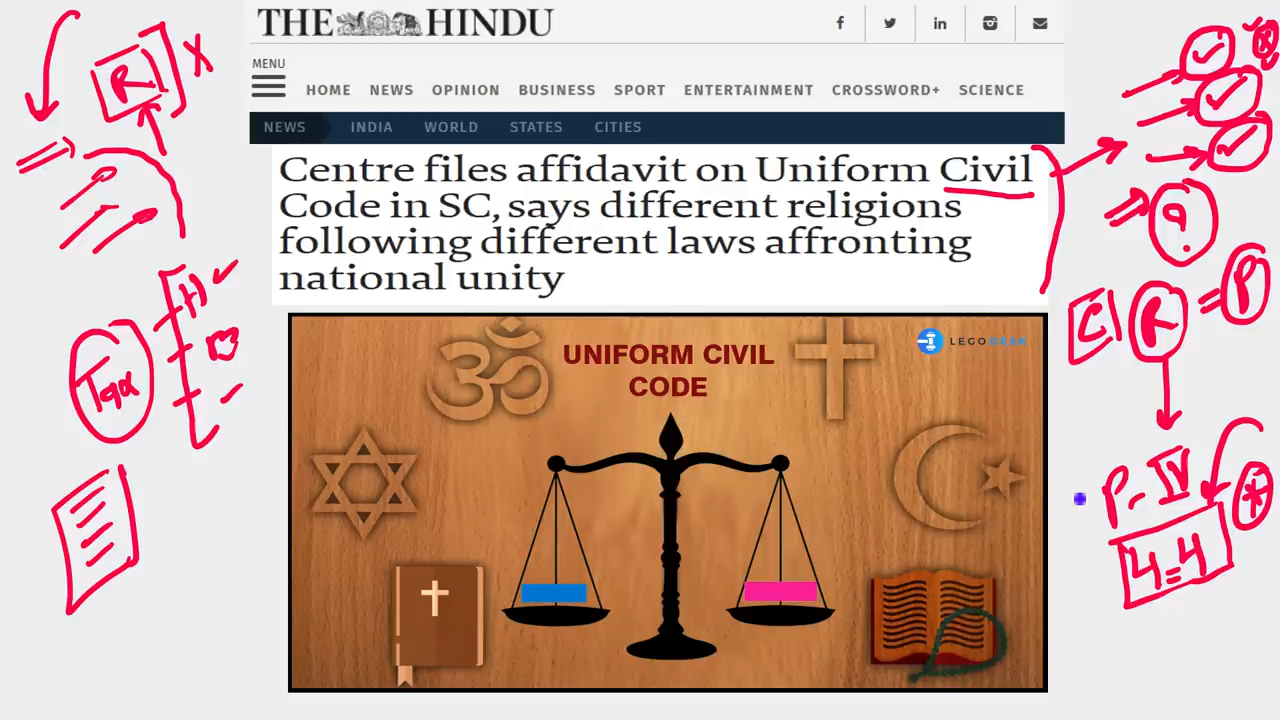 THE HINDU
MENU
HOME NEWS OPINION BUSINESS SPORT ENTERTAINMENT CROSSWORD+ SCIENCE
NEWS INDIA WORLD STATES CITIES
Centre files affidavit on Uniform Civil
Code in SC, says different religions
following different laws affronting
national unity
UNIFORM CIVIL
CODE
LEGODESK
R
X
H
C R = P
P-IV
4=4